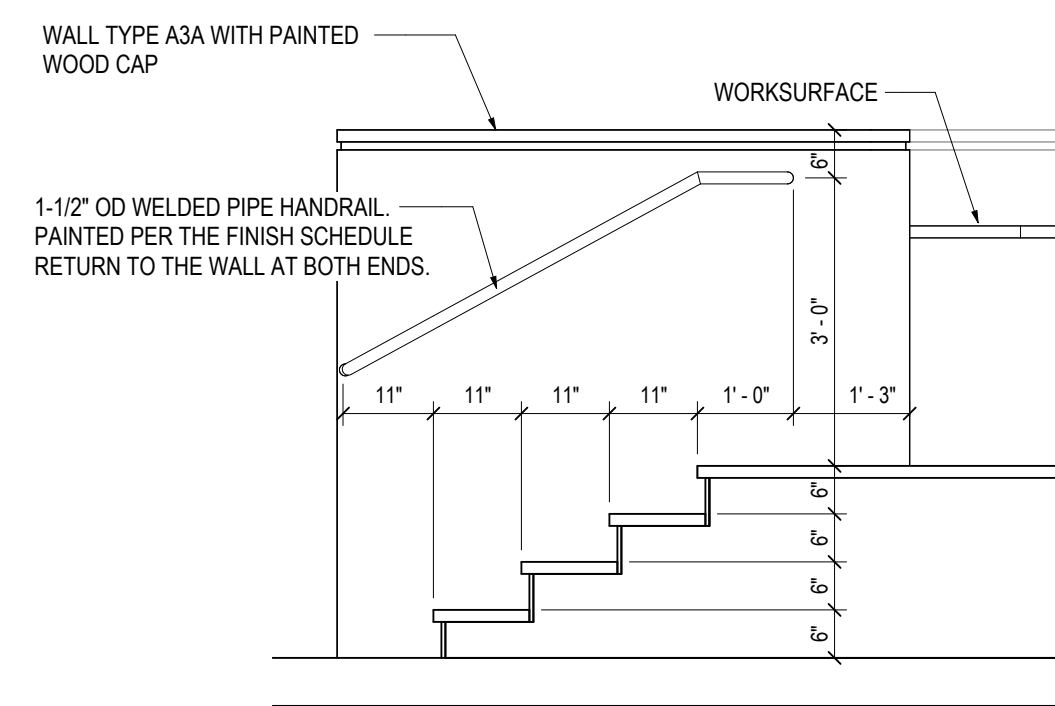 WALL TYPE A3A WITH PAINTED
WOOD CAP
WORKSURFACE
6"
1-1/2" OD WELDED PIPE HANDRAIL.
PAINTED PER THE FINISH SCHEDULE
RETURN TO THE WALL AT BOTH ENDS.
3' - 0"
11"
11"
11"
11"
1' - 0"
1' - 3"
6"
6"
6"
6"